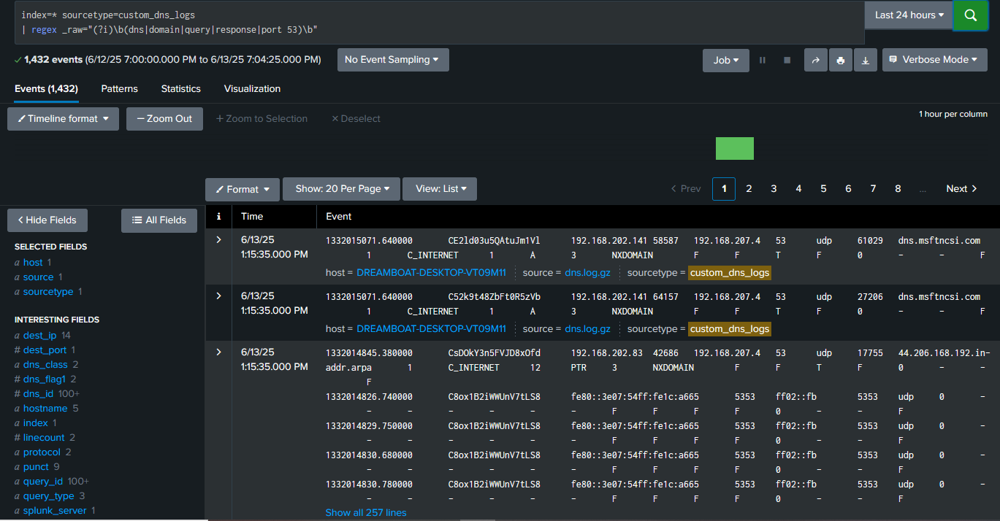 index=* sourcetype=custom_dns_logs
Last 24 hours
| regex _raw="(?i)\b(dns|domain|query|response|port 53)\b"
1,432 events (6/12/25 7:00:00.000 PM to 6/13/25 7:04:25.000 PM)
No Event Sampling
Job
Verbose Mode
Events (1,432)
Patterns
Statistics
Visualization
Timeline format
— Zoom Out
+ Zoom to Selection
× Deselect
1 hour per column
Format
Show: 20 Per Page
View: List
< Prev 1 2 3 4 5 6 7 8 ... Next >
< Hide Fields
All Fields
SELECTED FIELDS
a host 1
a source 1
a sourcetype 1
INTERESTING FIELDS
a dest_ip 14
# dest_port 1
a dns_class 2
# dns_flag1 2
# dns_id 100+
a hostname 5
a index 1
# linecount 2
a protocol 2
a punct 9
a query_id 100+
a query_type 3
a splunk_server 1
i Time Event
6/13/25
1:15:35.000 PM
1332015071.640000 CE2ld03u5QAtuJm1Vl 192.168.202.141 58587 192.168.207.4 53 udp 61029 dns.msftncsi.com
1 C_INTERNET 1 A 3 NXDOMAIN F F T F 0 - - F
host = DREAMBOAT-DESKTOP-VT09M11 source = dns.log.gz sourcetype = custom_dns_logs
6/13/25
1:15:35.000 PM
1332015071.640000 C52k9t48ZbFt0R5zVb 192.168.202.141 64157 192.168.207.4 53 udp 27206 dns.msftncsi.com
1 C_INTERNET 1 A 3 NXDOMAIN F F T F 0 - - F
host = DREAMBOAT-DESKTOP-VT09M11 source = dns.log.gz sourcetype = custom_dns_logs
6/13/25
1:15:35.000 PM
1332014845.380000 CsDOkY3n5FVJD8xOfd 192.168.202.83 42686 192.168.207.4 53 udp 17755 44.206.168.192.in-
addr.arpa 1 C_INTERNET 12 PTR 3 NXDOMAIN F F T F 0 - -
F
1332014826.740000 C8ox1B2iWWUnV7tLS8 fe80::3e07:54ff:fe1c:a665 5353 ff02::fb 5353 udp 0 -
- - - - - - - F F F F 0 - - F
1332014829.750000 C8ox1B2iWWUnV7tLS8 fe80::3e07:54ff:fe1c:a665 5353 ff02::fb 5353 udp 0 -
- - - - - - - F F F F 0 - - F
1332014830.680000 C8ox1B2iWWUnV7tLS8 fe80::3e07:54ff:fe1c:a665 5353 ff02::fb 5353 udp 0 -
- - - - - - - F F F F 0 - - F
1332014830.780000 C8ox1B2iWWUnV7tLS8 fe80::3e07:54ff:fe1c:a665 5353 ff02::fb 5353 udp 0 -
- - - - - - - F F F F 0 - - F
Show all 257 lines